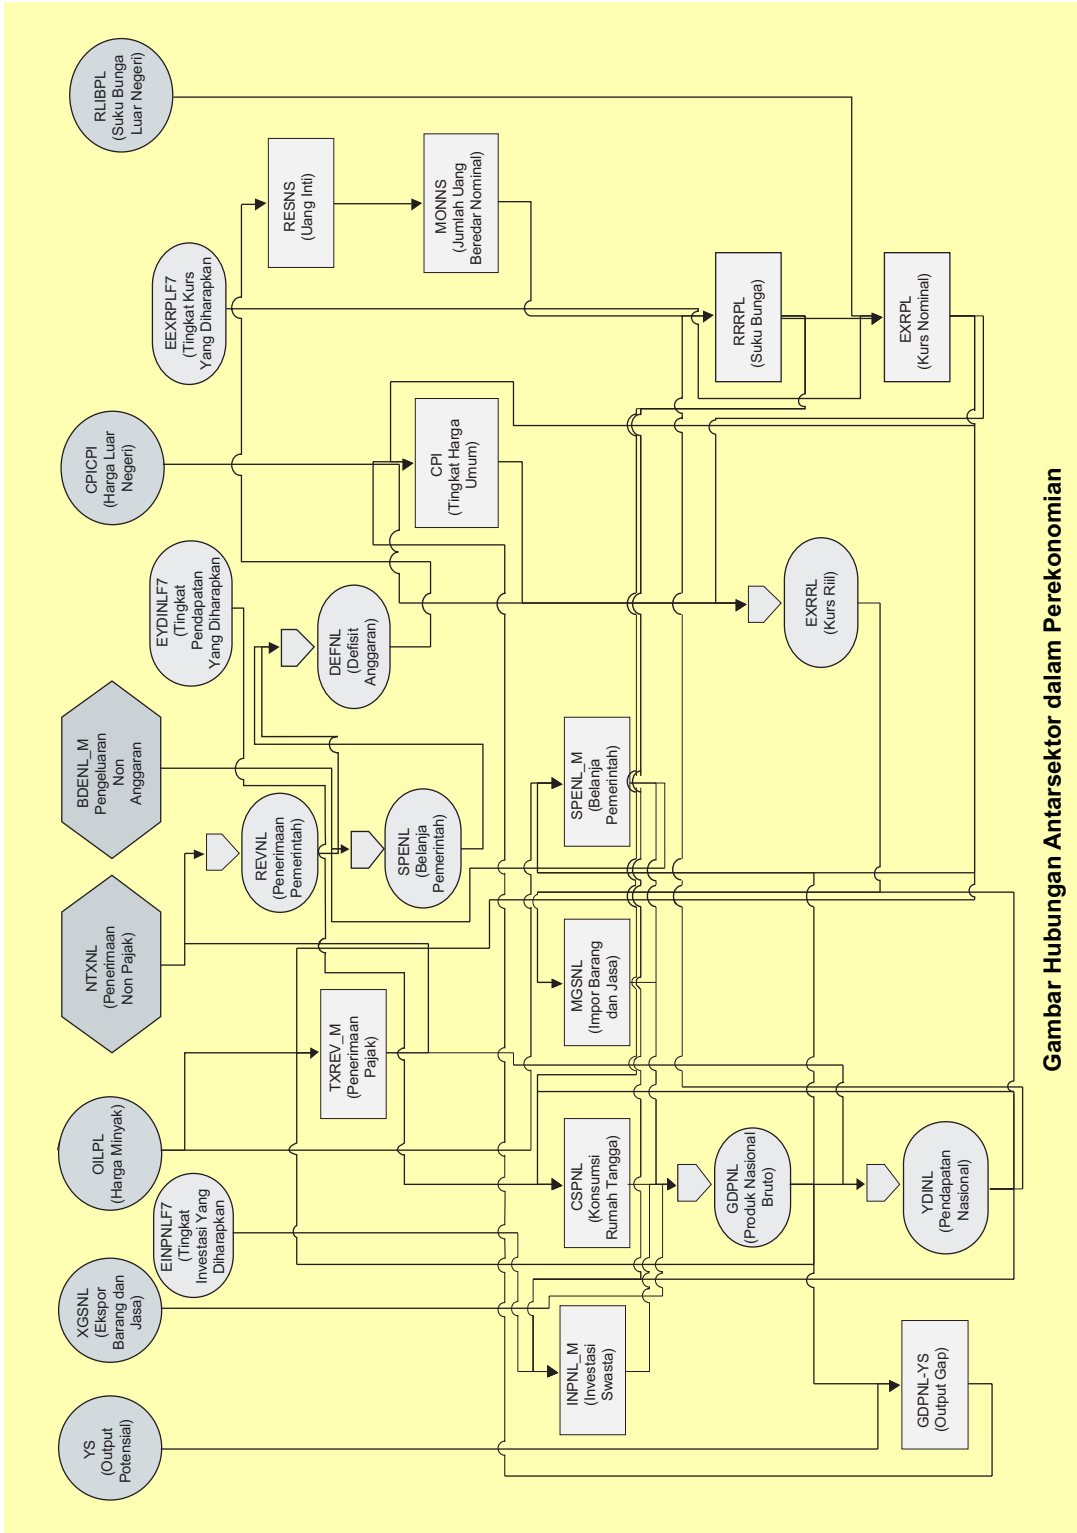 YS
(Output
Potensial)
XGSNL
(Ekspor
Barang dan
Jasa)
OILPL
(Harga Minyak)
NTXNL
(Penerimaan
Non Pajak)
BDENL_M
Pengeluaran
Non
Anggaran
CPICPI
(Harga Luar
Negeri)
RLIBPL
(Suku Bunga
Luar Negeri)
EINPNLF7
(Tingkat
Investasi Yang
Diharapkan
EYDINLF7
(Tingkat
Pendapatan
Yang Diharapkan)
EEXRPLF7
(Tingkat Kurs
Yang Diharapkan)
REVNL
(Penerimaan
Pemerintah)
RESNS
(Uang Inti)
TXREV_M
(Penerimaan
Pajak)
DEFNL
(Defisit
Anggaran)
SPENL
(Belanja
Pemerintah)
CPI
(Tingkat Harga
Umum)
MONNS
(Jumlah Uang
Beredar Nominal)
INPNL_M
(Investasi
Swasta)
CSPNL
(Konsumsi
Rumah Tangga)
MGSNL
(Impor Barang
dan Jasa)
SPENL_M
(Belanja
Pemerintah)
GDPNL
(Produk Nasional
Bruto)
RRRPL
(Suku Bunga)
EXRRL
(Kurs Riil)
GDPNL-YS
(Output Gap)
YDINL
(Pendapatan
Nasional)
EXRPL
(Kurs Nominal)
Gambar Hubungan Antarsektor dalam Perekonomian